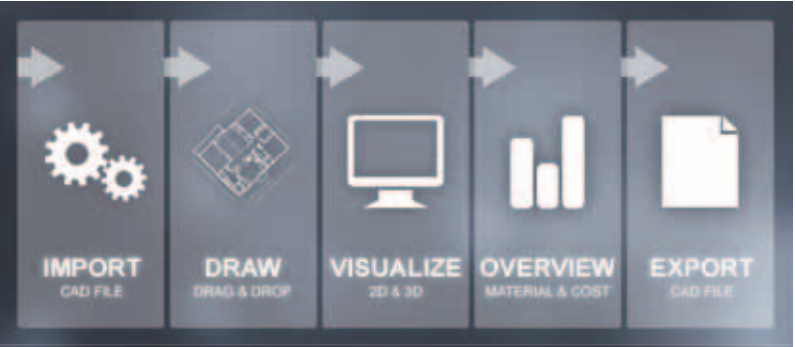 IMPORT
CAD FILE
DRAW
DRAG & DROP
VISUALIZE
2D & 3D
OVERVIEW
MATERIAL & COST
EXPORT
CAD FILE